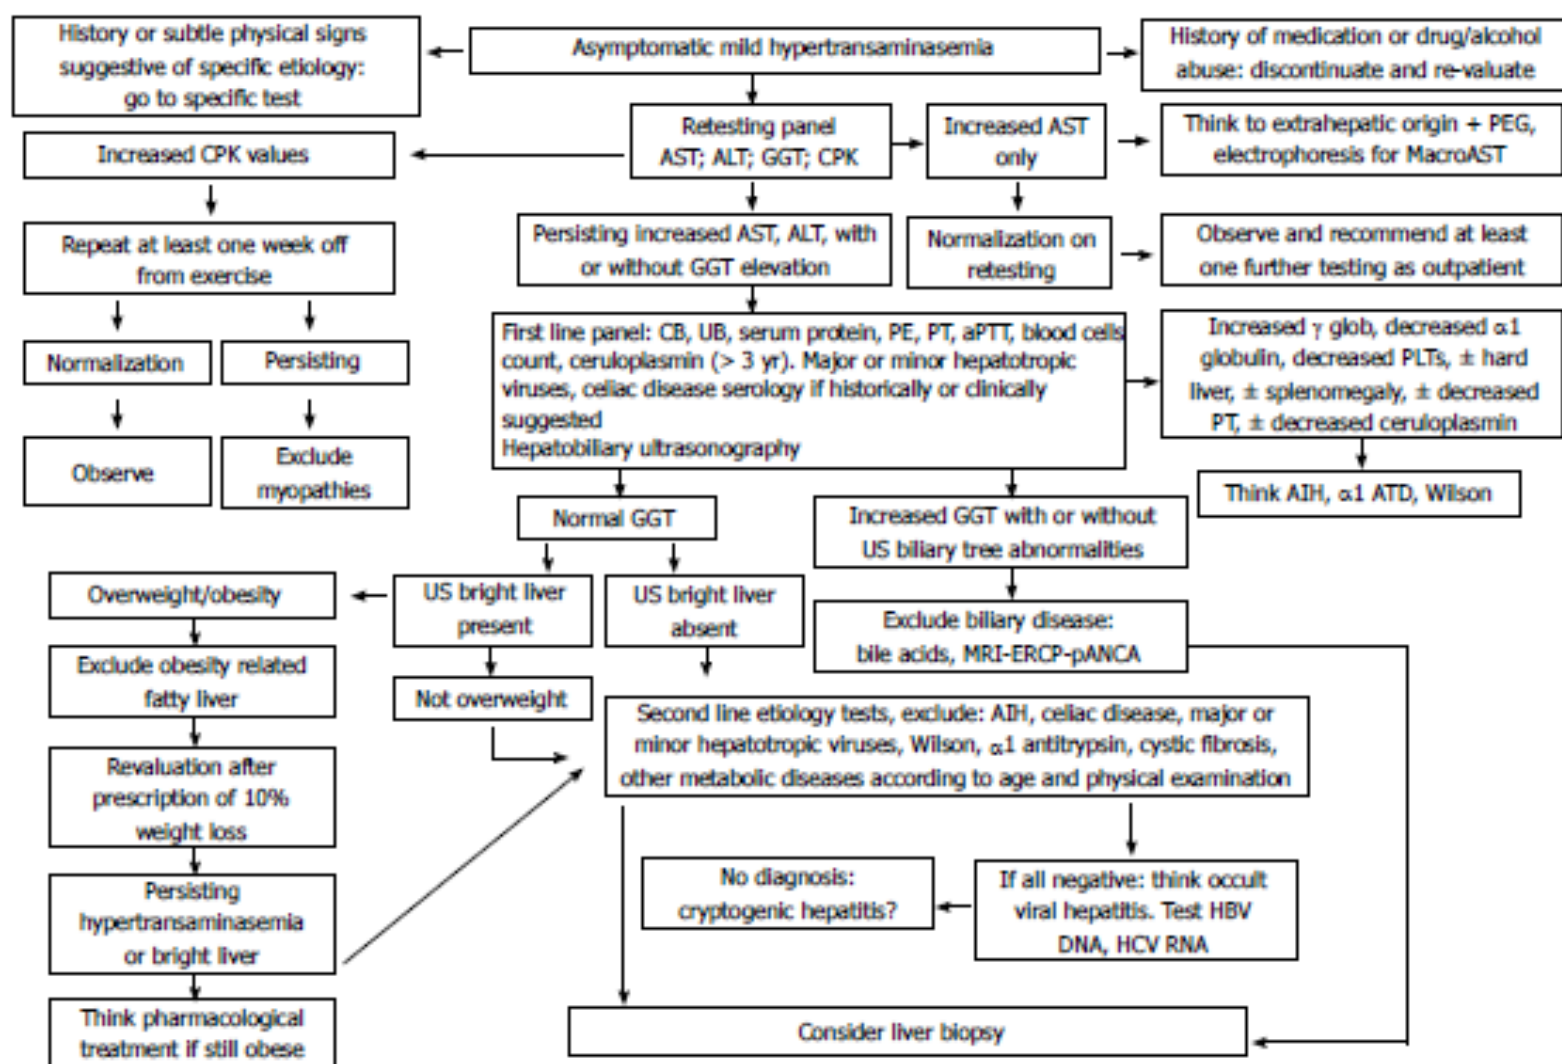 History or subtle physical signs
suggestive of specific etiology:
go to specific test
Asymptomatic mild hypertransaminasemia
History of medication or drug/alcohol
abuse: discontinuate and re-valuate
Increased CPK values
Retesting panel
AST; ALT; GGT; CPK
Increased AST
only
Think to extrahepatic origin + PEG,
electrophoresis for MacroAST
Repeat at least one week off
from exercise
Persisting increased AST, ALT, with
or without GGT elevation
Normalization on
retesting
Observe and recommend at least
one further testing as outpatient
Normalization
Persisting
First line panel: CB, UB, serum protein, PE, PT, aPTT, blood cells
count, ceruloplasmin (> 3 yr). Major or minor hepatotropic
viruses, celiac disease serology if historically or clinically
suggested
Hepatobiliary ultrasonography
Increased γ glob, decreased α1
globulin, decreased PLTs, ± hard
liver, ± splenomegaly, ± decreased
PT, ± decreased ceruloplasmin
Observe
Exclude
myopathies
Think AIH, α1 ATD, Wilson
Normal GGT
Increased GGT with or without
US biliary tree abnormalities
Overweight/obesity
US bright liver
present
US bright liver
absent
Exclude biliary disease:
bile acids, MRI-ERCP-pANCA
Exclude obesity related
fatty liver
Not overweight
Second line etiology tests, exclude: AIH, celiac disease, major or
minor hepatotropic viruses, Wilson, α1 antitrypsin, cystic fibrosis,
other metabolic diseases according to age and physical examination
Revaluation after
prescription of 10%
weight loss
Persisting
hypertransaminasemia
or bright liver
No diagnosis:
cryptogenic hepatitis?
If all negative: think occult
viral hepatitis. Test HBV
DNA, HCV RNA
Think pharmacological
treatment if still obese
Consider liver biopsy